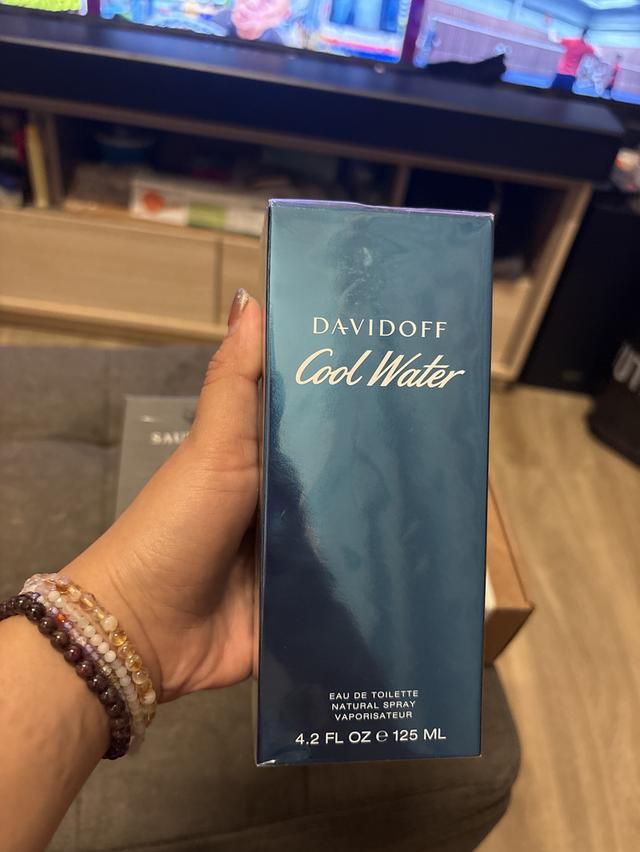 DAVIDOFF
Cool Water
EAU DE TOILETTE
NATURAL SPRAY
VAPORISATEUR
4.2 FL OZ ℮ 125 ML